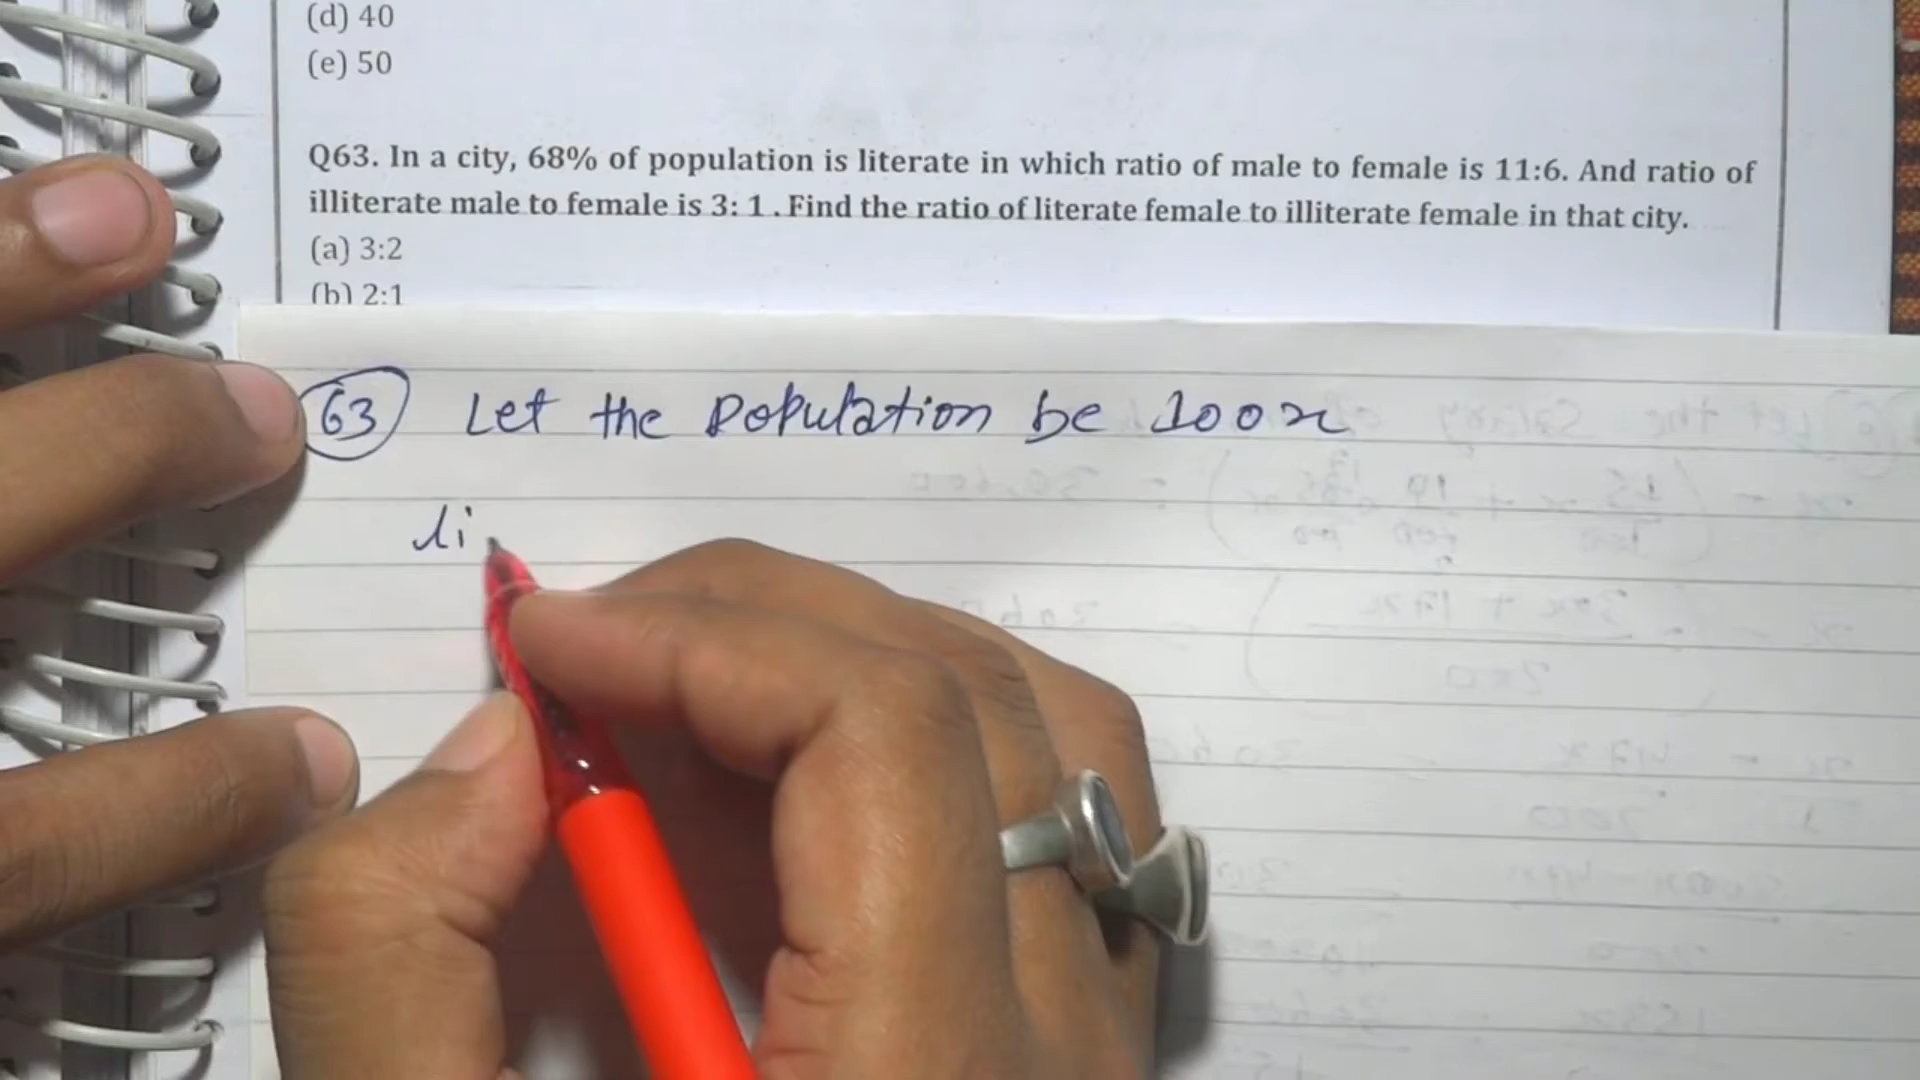 (d) 40
(e) 50
Q63. In a city, 68% of population is literate in which ratio of male to female is 11:6. And ratio of
illiterate male to female is 3: 1 . Find the ratio of literate female to illiterate female in that city.
(a) 3:2
(b) 2:1
63 Let the Population be 100x
Li